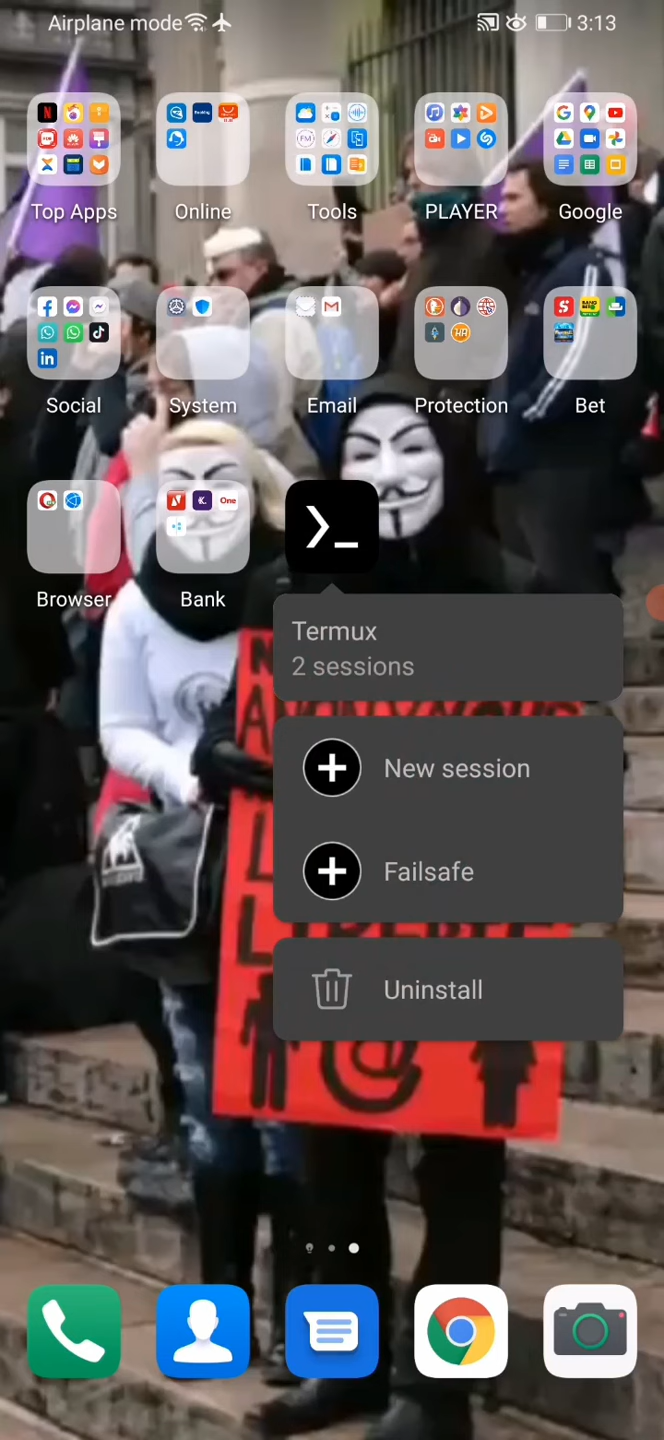 Airplane mode 3:13
Top Apps Online Tools PLAYER Google
Social System Email Protection Bet
Browser Bank
One
Termux
2 sessions
New session
Failsafe
Uninstall